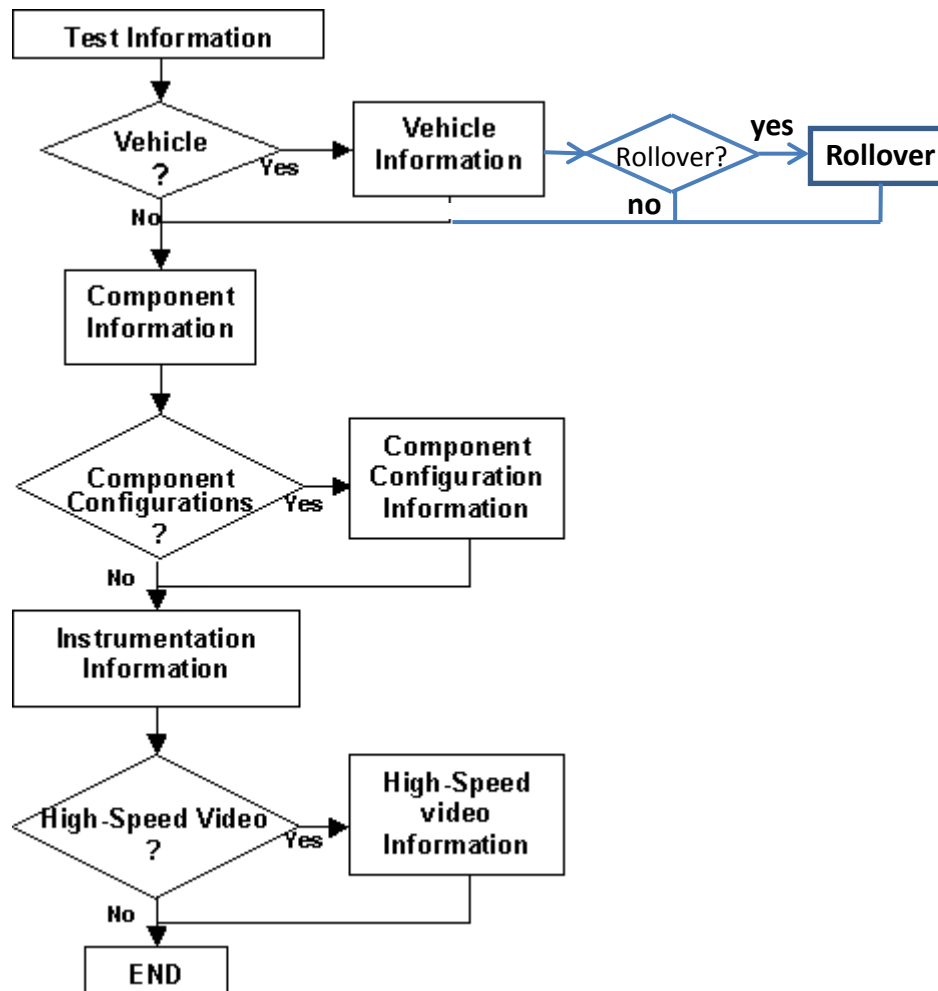 Test Information
Vehicle
?
Yes
No
Vehicle
Information
Rollover?
yes
no
Rollover
Component
Information
Component
Configurations
?
Yes
No
Component
Configuration
Information
Instrumentation
Information
High-Speed Video
?
Yes
No
High-Speed
video
Information
END